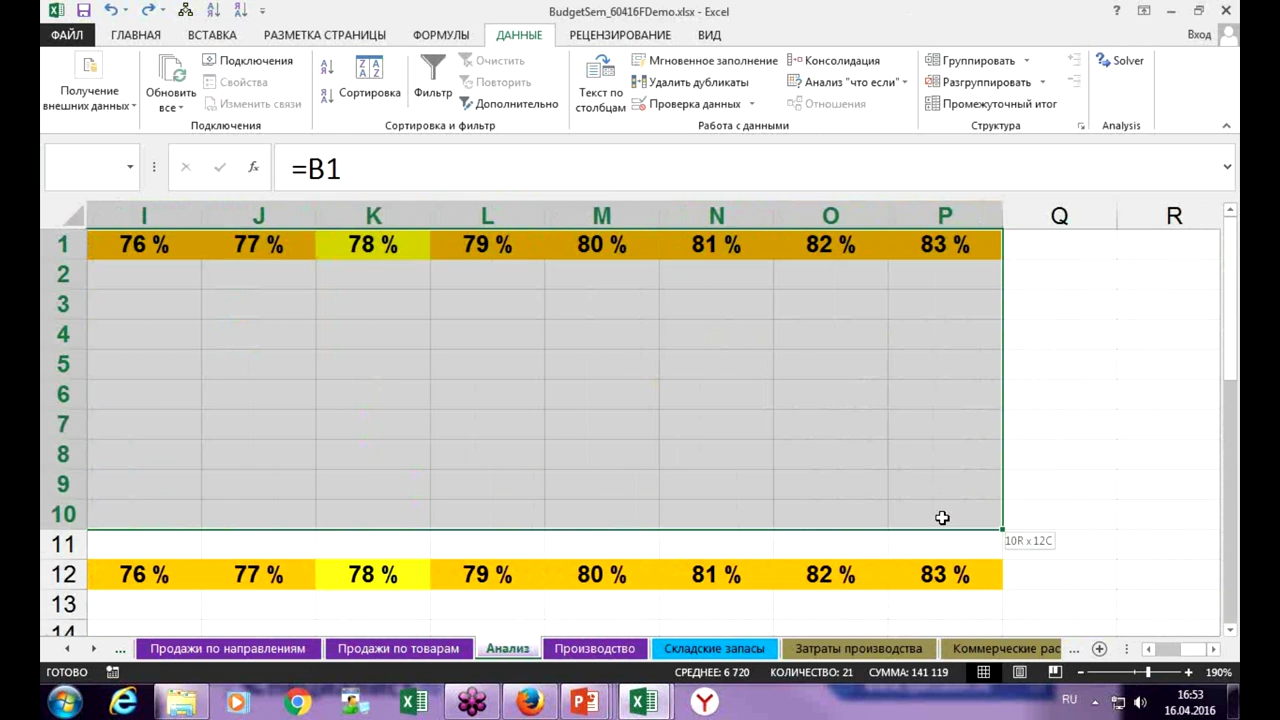 BudgetSem_60416FDemo.xlsx - Excel
?
ФАЙЛ ГЛАВНАЯ ВСТАВКА РАЗМЕТКА СТРАНИЦЫ ФОРМУЛЫ ДАННЫЕ РЕЦЕНЗИРОВАНИЕ ВИД Вход
Получение
внешних данных
Обновить
все
Подключения
Свойства
Изменить связи
Подключения
Сортировка
Фильтр
Очистить
Повторить
Дополнительно
Сортировка и фильтр
Текст по
столбцам
Мгновенное заполнение
Удалить дубликаты
Проверка данных
Консолидация
Анализ "что если"
Отношения
Работа с данными
Группировать
Разгруппировать
Промежуточный итог
Структура
Solver
Analysis
=B1
I J K L M N O P Q R
1 76 % 77 % 78 % 79 % 80 % 81 % 82 % 83 %
2
3
4
5
6
7
8
9
10
10R x 12C
11
12 76 % 77 % 78 % 79 % 80 % 81 % 82 % 83 %
13
14
... Продажи по направлениям Продажи по товарам Анализ Производство Складские запасы Затраты производства Коммерческие рас ...
ГОТОВО СРЕДНЕЕ: 6 720 КОЛИЧЕСТВО: 21 СУММА: 141 119 190%
RU 16:53
16.04.2016